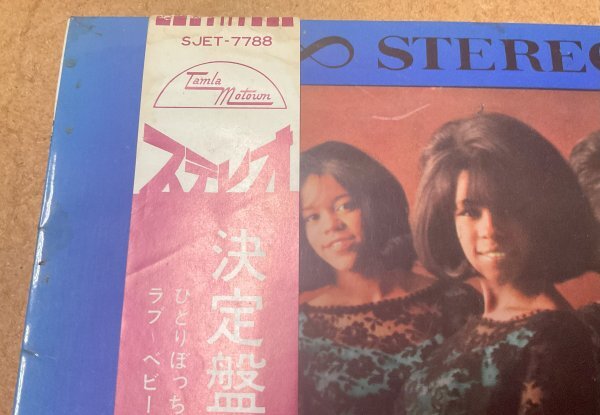 SJET-7788
Tamla
Motown
ステレオ
決定盤
ひとりぼっち
ラブ〜ベビー
∞ STEREO